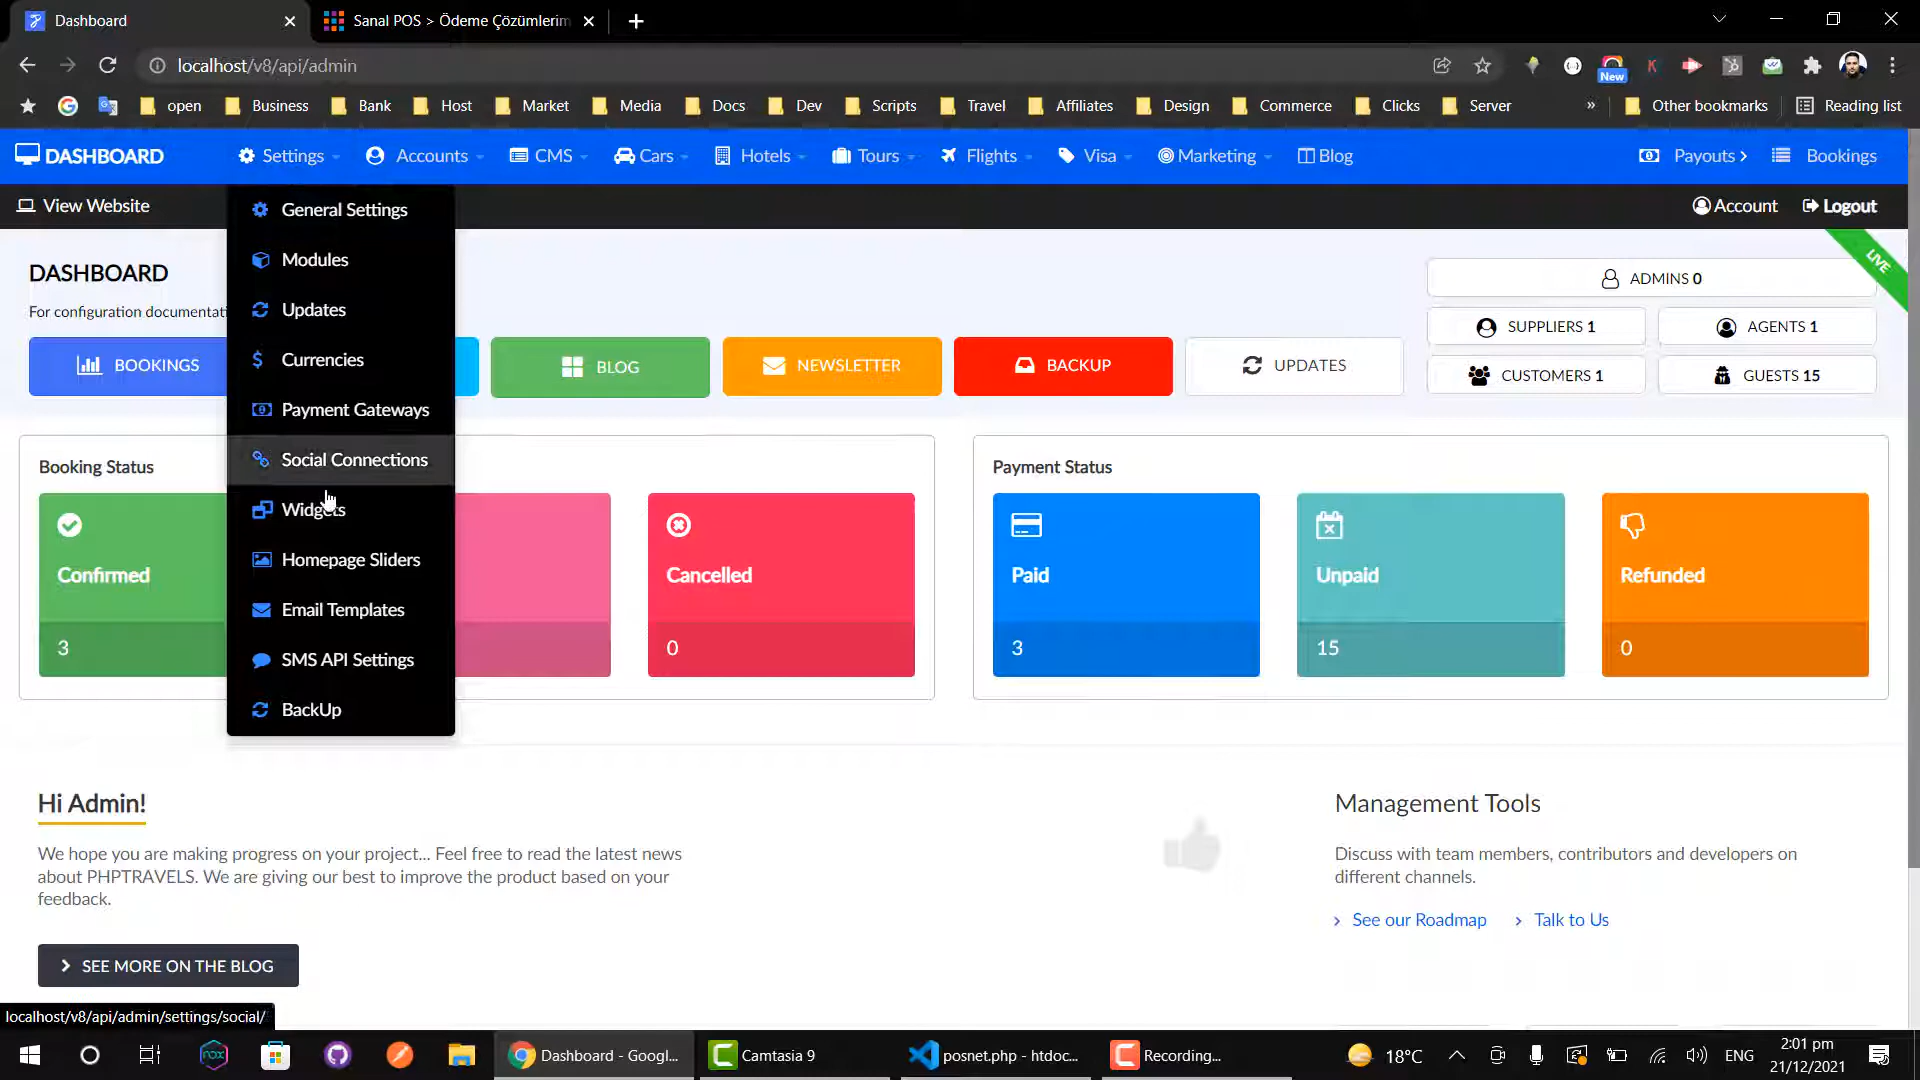 Dashboard
Sanal POS > Ödeme Çözümlerim
localhost/v8/api/admin
New
open
Business
Bank
Host
Market
Media
Docs
Dev
Scripts
Travel
Affiliates
Design
Commerce
Clicks
Server
»
Other bookmarks
Reading list
DASHBOARD
Settings
Accounts
CMS
Cars
Hotels
Tours
Flights
Visa
Marketing
Blog
Payouts
Bookings
View Website
Account
Logout
General Settings
Modules
Updates
Currencies
Payment Gateways
Social Connections
Widgets
Homepage Sliders
Email Templates
SMS API Settings
BackUp
DASHBOARD
For configuration documentati
LIVE
ADMINS 0
SUPPLIERS 1
AGENTS 1
CUSTOMERS 1
GUESTS 15
BOOKINGS
BLOG
NEWSLETTER
BACKUP
UPDATES
Booking Status
Confirmed
3
Cancelled
0
Payment Status
Paid
3
Unpaid
15
Refunded
0
Hi Admin!
We hope you are making progress on your project... Feel free to read the latest news
about PHPTRAVELS. We are giving our best to improve the product based on your
feedback.
SEE MORE ON THE BLOG
Management Tools
Discuss with team members, contributors and developers on
different channels.
See our Roadmap
Talk to Us
localhost/v8/api/admin/settings/social/
Dashboard - Googl...
Camtasia 9
posnet.php - htdoc...
Recording...
18°C
ENG
2:01 pm
21/12/2021